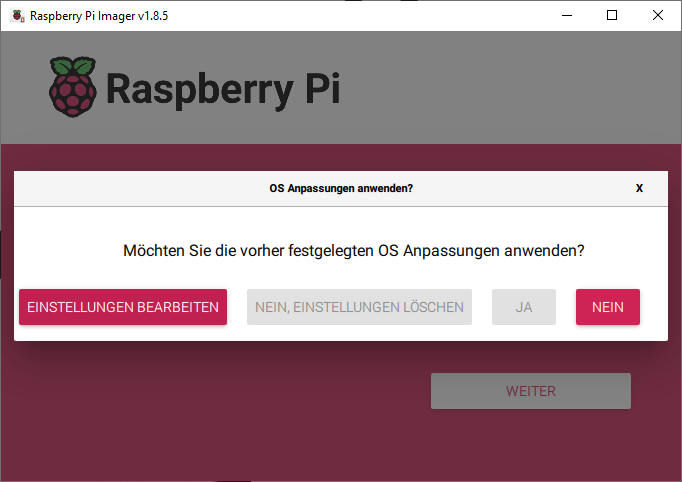 Raspberry Pi Imager v1.8.5
Raspberry Pi
OS Anpassungen anwenden?
X
Möchten Sie die vorher festgelegten OS Anpassungen anwenden?
EINSTELLUNGEN BEARBEITEN
NEIN, EINSTELLUNGEN LÖSCHEN
JA
NEIN
WEITER